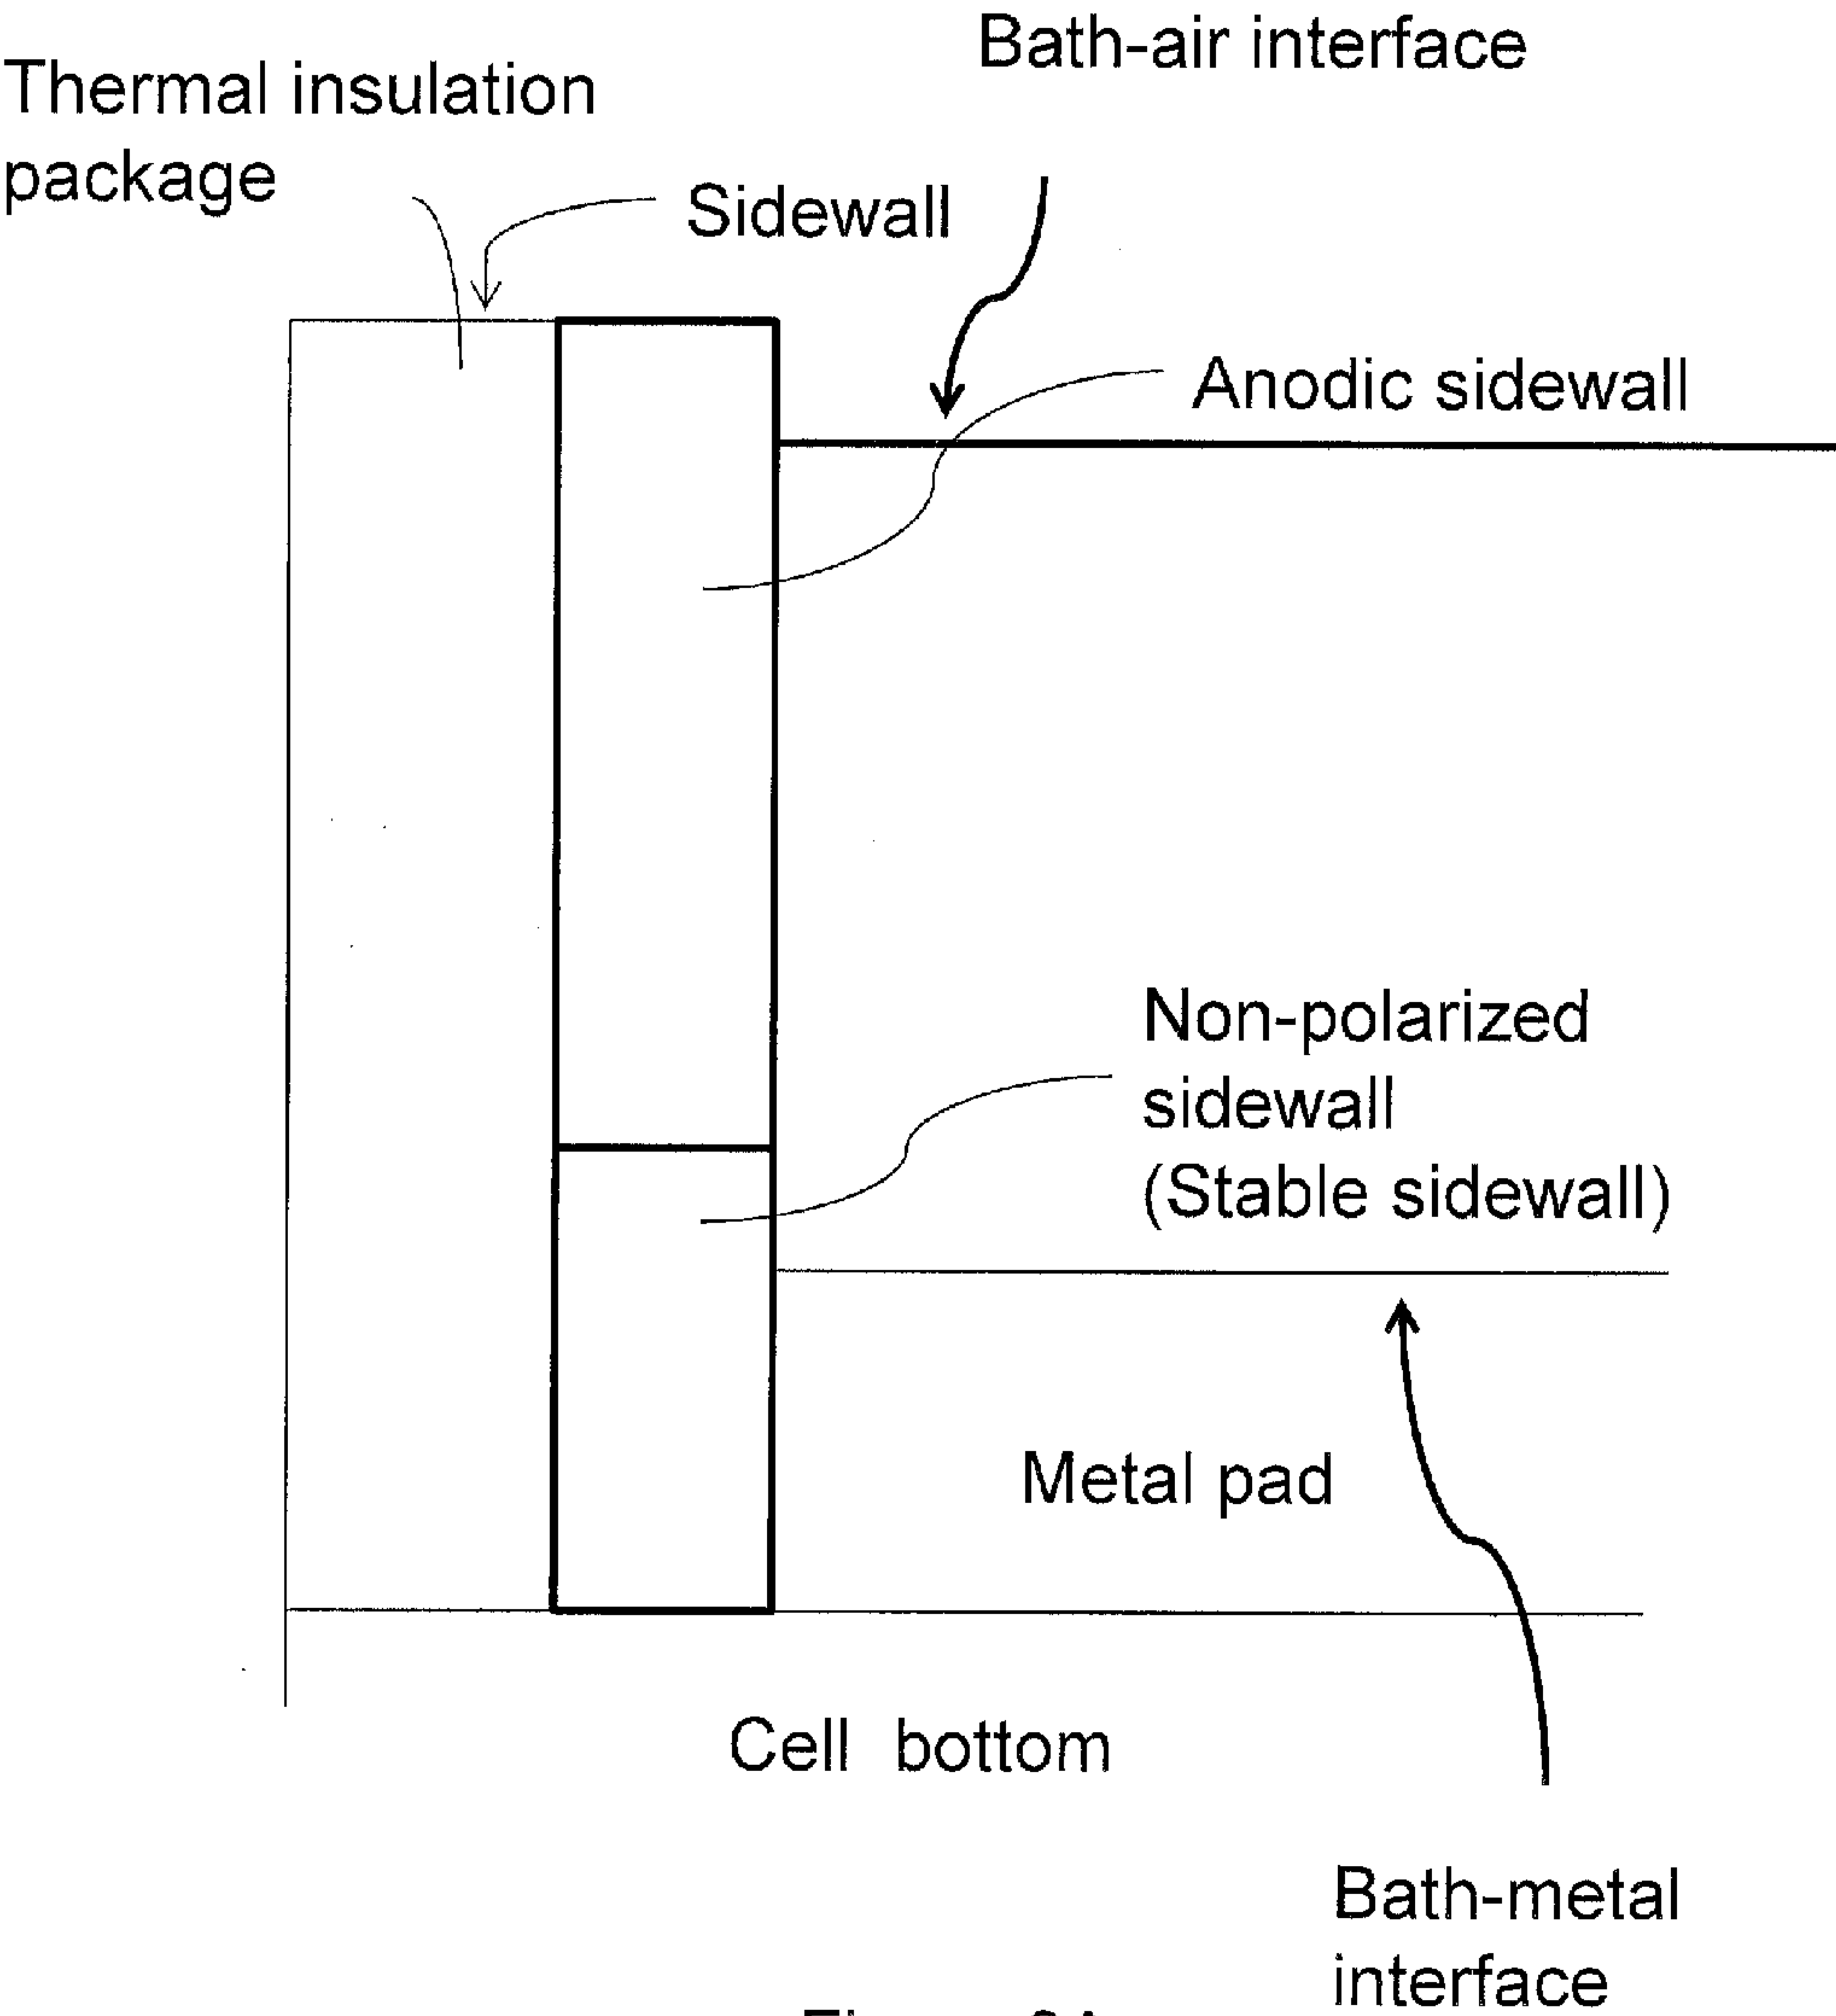 Bath-air interface
Thermal insulation
package
Sidewall
Anodic sidewall
Non-polarized
sidewall
(Stable sidewall)
Metal pad
Cell bottom
Bath-metal
interface